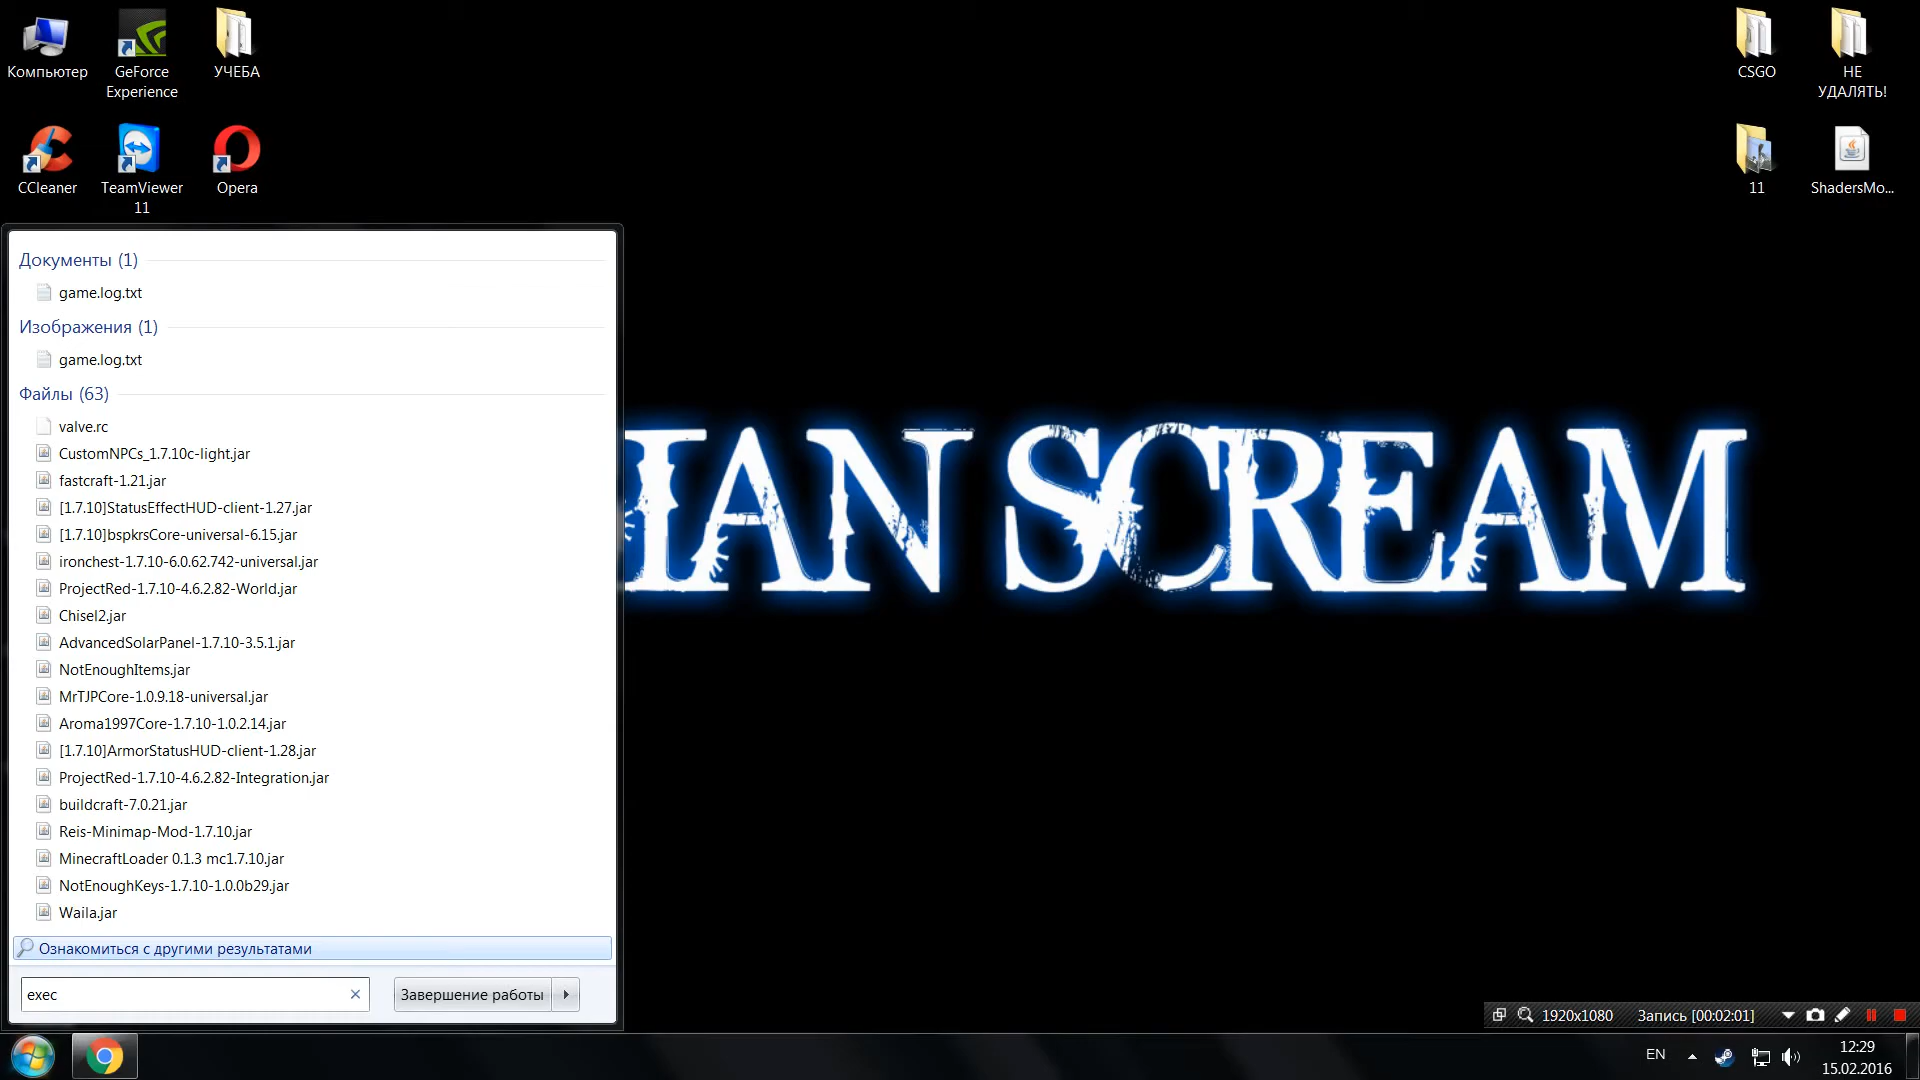 Компьютер
GeForce
Experience
УЧЕБА
CSGO
НЕ
УДАЛЯТЬ!
CCleaner
TeamViewer
11
Opera
11
ShadersMo...
Документы (1)
game.log.txt
Изображения (1)
game.log.txt
Файлы (63)
valve.rc
CustomNPCs_1.7.10c-light.jar
fastcraft-1.21.jar
[1.7.10]StatusEffectHUD-client-1.27.jar
[1.7.10]bspkrsCore-universal-6.15.jar
ironchest-1.7.10-6.0.62.742-universal.jar
ProjectRed-1.7.10-4.6.2.82-World.jar
Chisel2.jar
AdvancedSolarPanel-1.7.10-3.5.1.jar
NotEnoughItems.jar
MrTJPCore-1.0.9.18-universal.jar
Aroma1997Core-1.7.10-1.0.2.14.jar
[1.7.10]ArmorStatusHUD-client-1.28.jar
ProjectRed-1.7.10-4.6.2.82-Integration.jar
buildcraft-7.0.21.jar
Reis-Minimap-Mod-1.7.10.jar
MinecraftLoader 0.1.3 mc1.7.10.jar
NotEnoughKeys-1.7.10-1.0.0b29.jar
Waila.jar
Ознакомиться с другими результатами
exec
Завершение работы
IAN SCREAM
1920x1080
Запись [00:02:01]
EN
12:29
15.02.2016